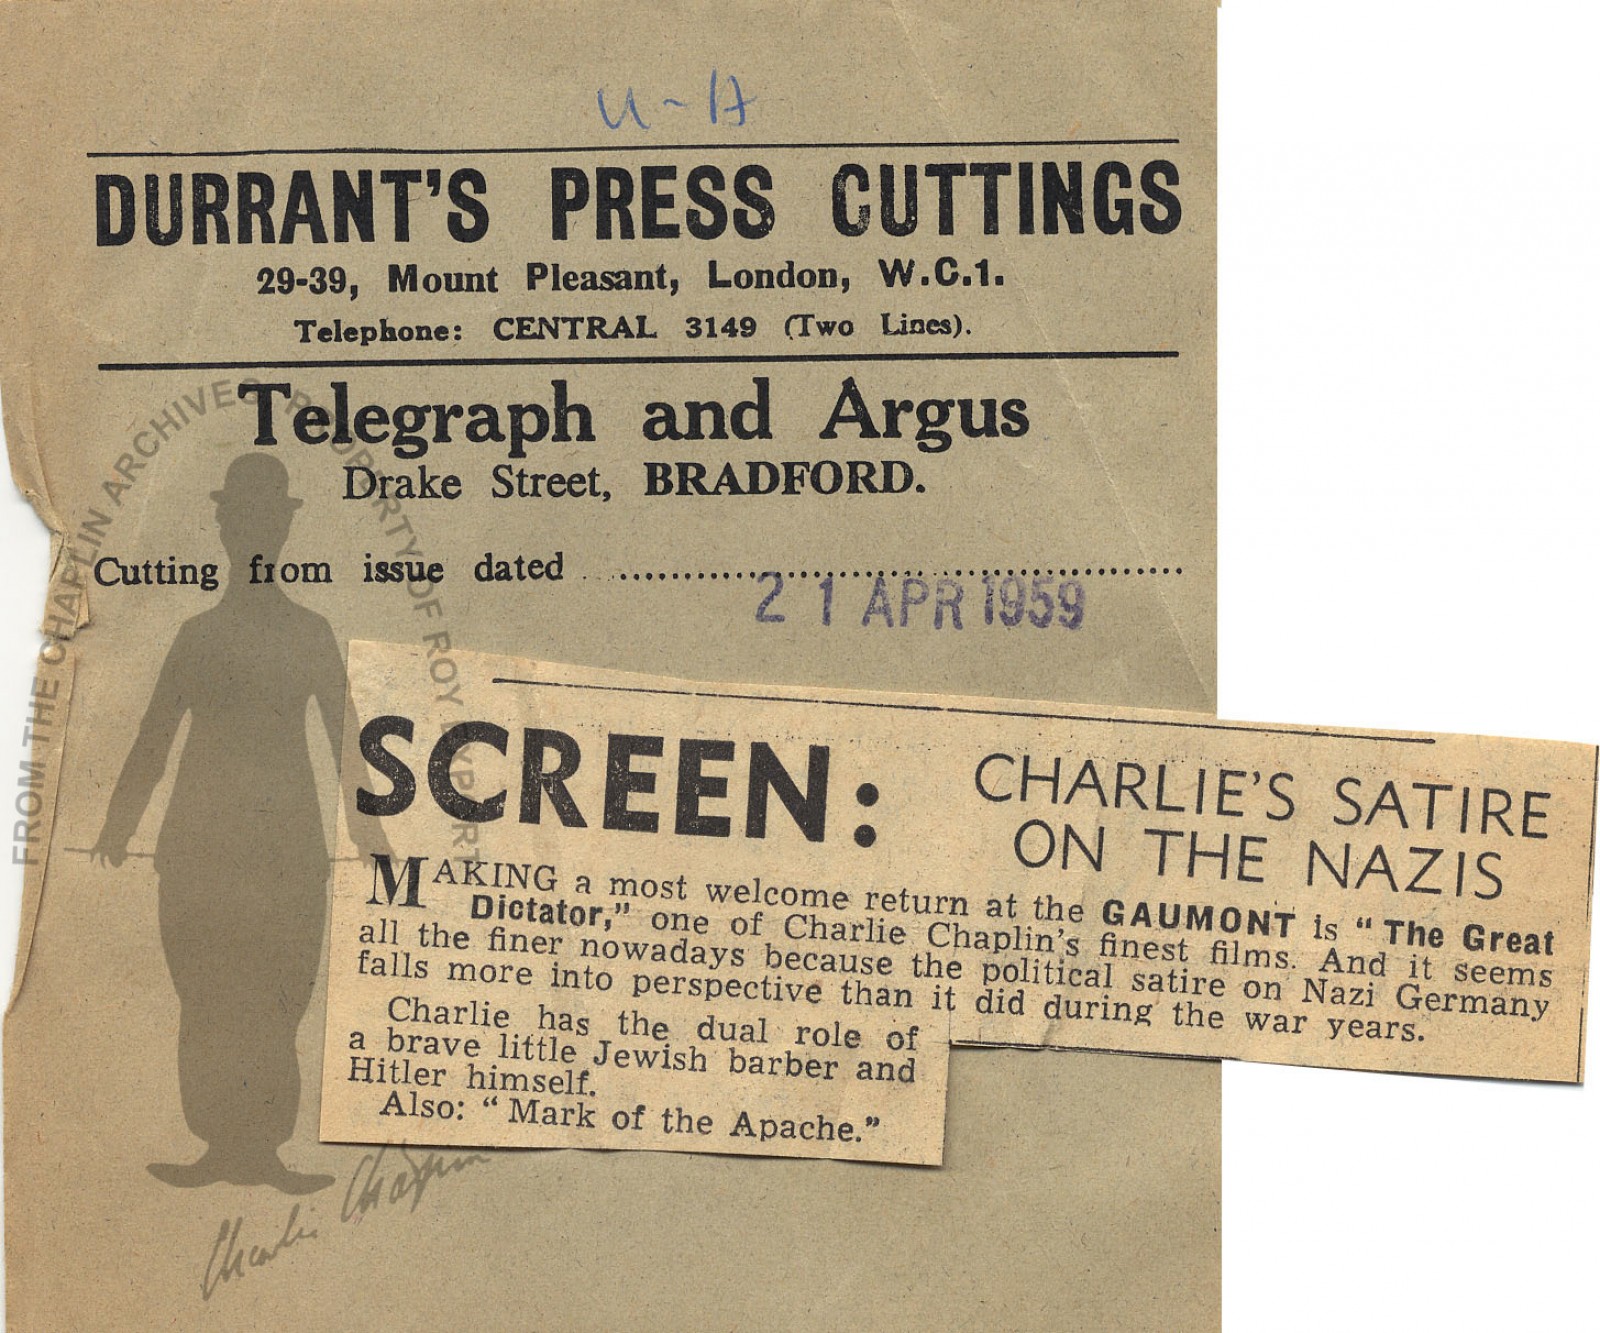 U-A
DURRANT'S PRESS CUTTINGS
29-39, Mount Pleasant, London, W.C.1.
Telephone: CENTRAL 3149 (Two Lines).
Telegraph and Argus
Drake Street, BRADFORD.
Cutting from issue dated
21 APR 1959
FROM THE CHAPLIN ARCHIVES PROPERTY OF ROY EXPORT
SCREEN:
CHARLIE'S SATIRE
ON THE NAZIS
MAKING a most welcome return at the GAUMONT is "The Great
Dictator," one of Charlie Chaplin's finest films. And it seems
all the finer nowadays because the political satire on Nazi Germany
falls more into perspective than it did during the war years.
Charlie has the dual role of
a brave little Jewish barber and
Hitler himself.
Also: "Mark of the Apache."
Charlie Chaplin